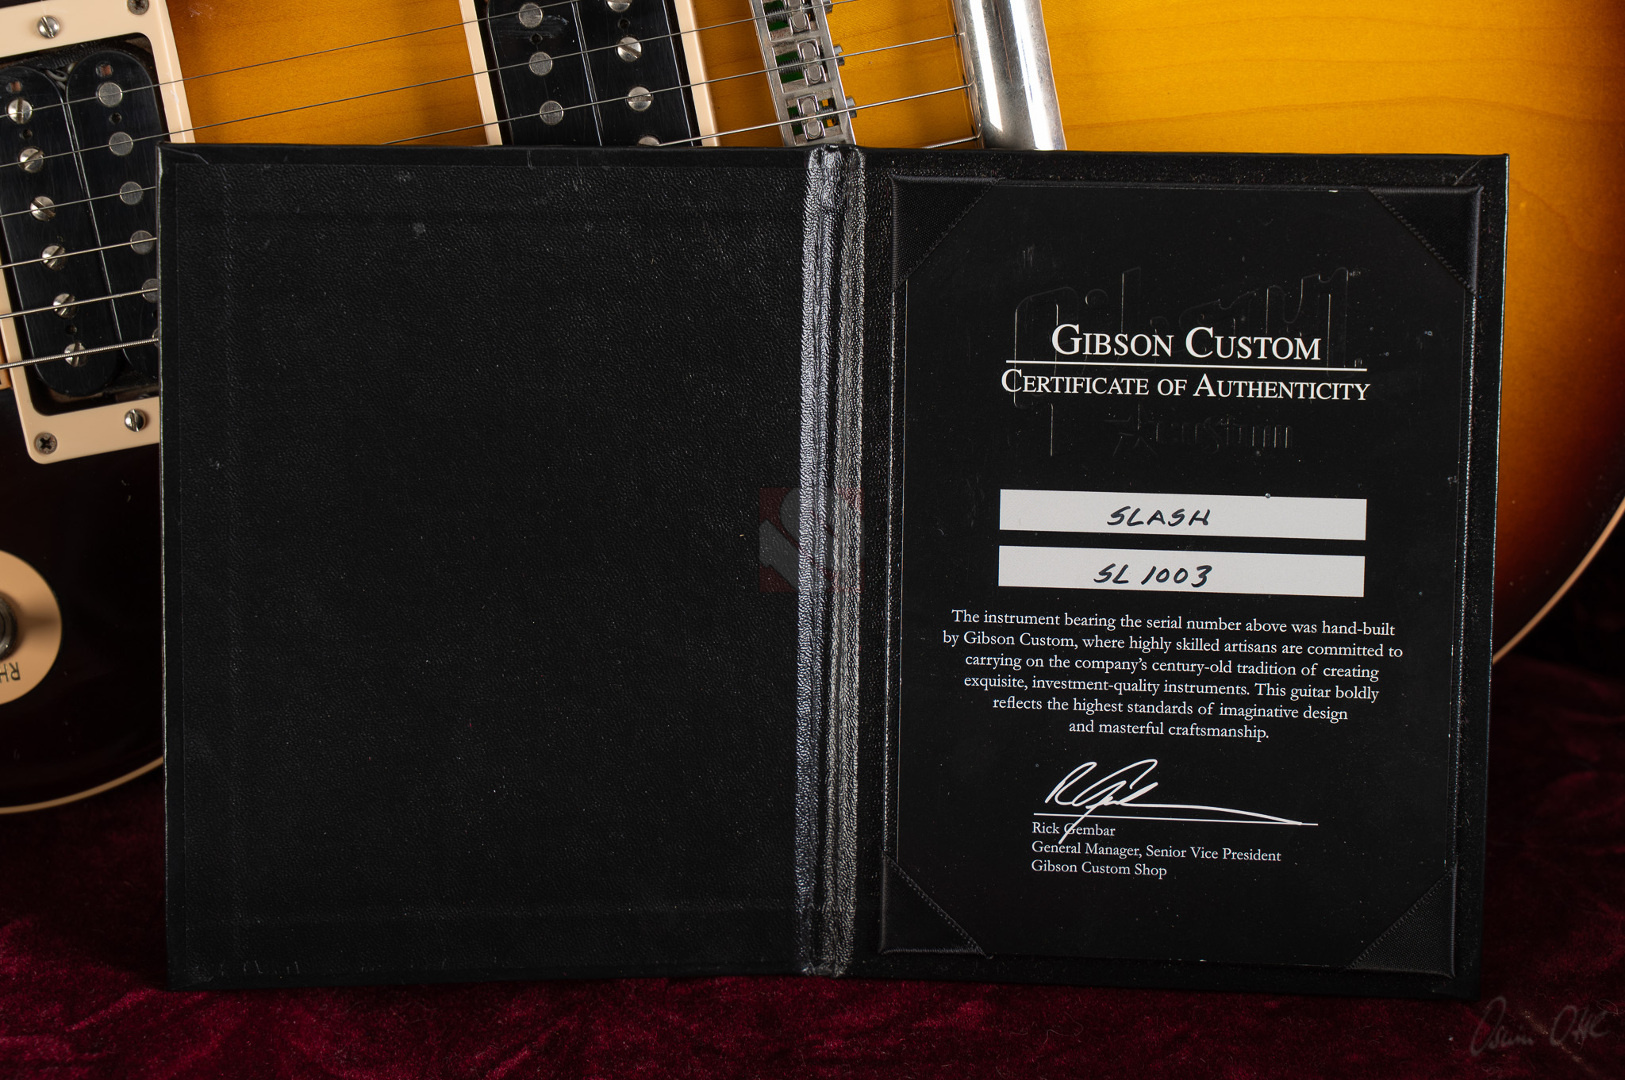 GIBSON CUSTOM
CERTIFICATE OF AUTHENTICITY
SLASH
SL 1003
The instrument bearing the serial number above was hand-built
by Gibson Custom, where highly skilled artisans are committed to
carrying on the company's century-old tradition of creating
exquisite, investment-quality instruments. This guitar boldly
reflects the highest standards of imaginative design
and masterful craftsmanship.
Rick Gembar
General Manager, Senior Vice President
Gibson Custom Shop
RH